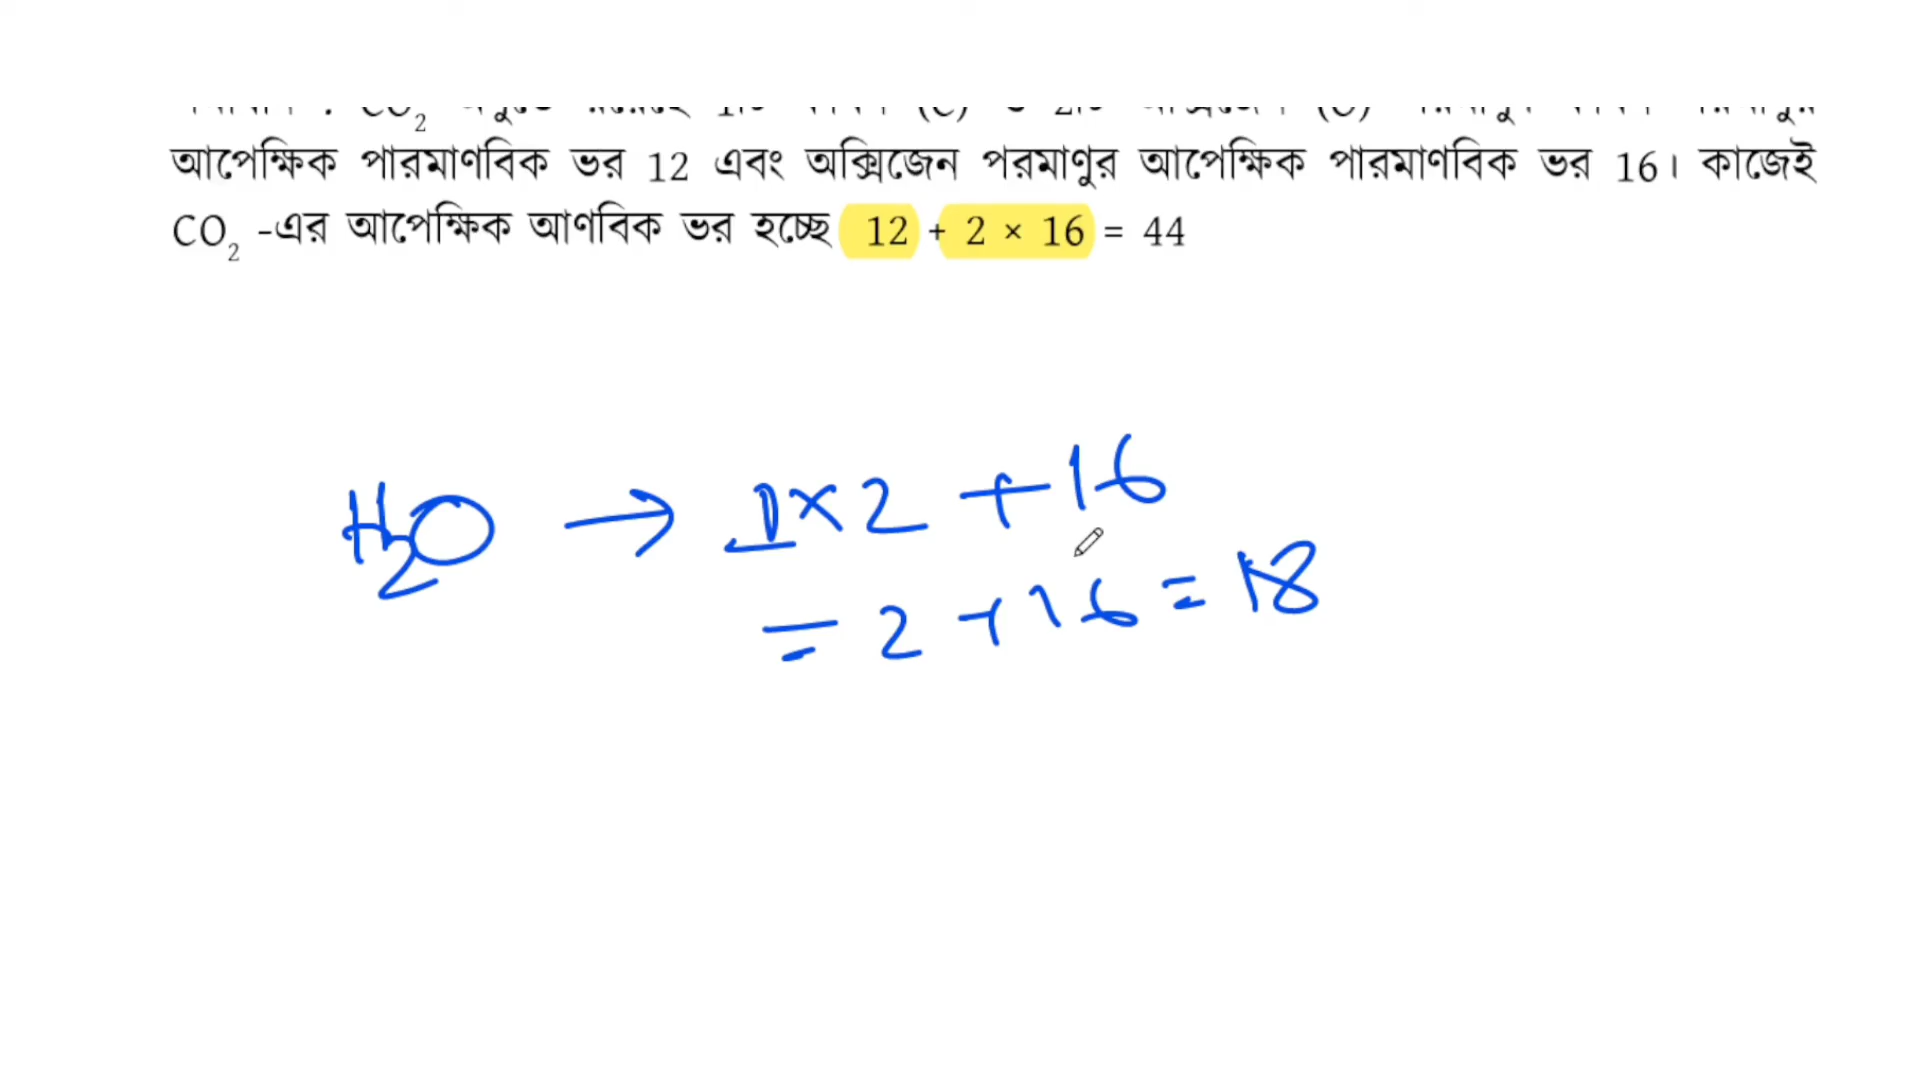 CO₂
আপেক্ষিক পারমাণবিক ভর 12 এবং অক্সিজেন পরমাণুর আপেক্ষিক পারমাণবিক ভর 16। কাজেই
CO₂ -এর আপেক্ষিক আণবিক ভর হচ্ছে 12 + 2 × 16 = 44
H₂O → 1×2 + 16
= 2 + 16 = 18